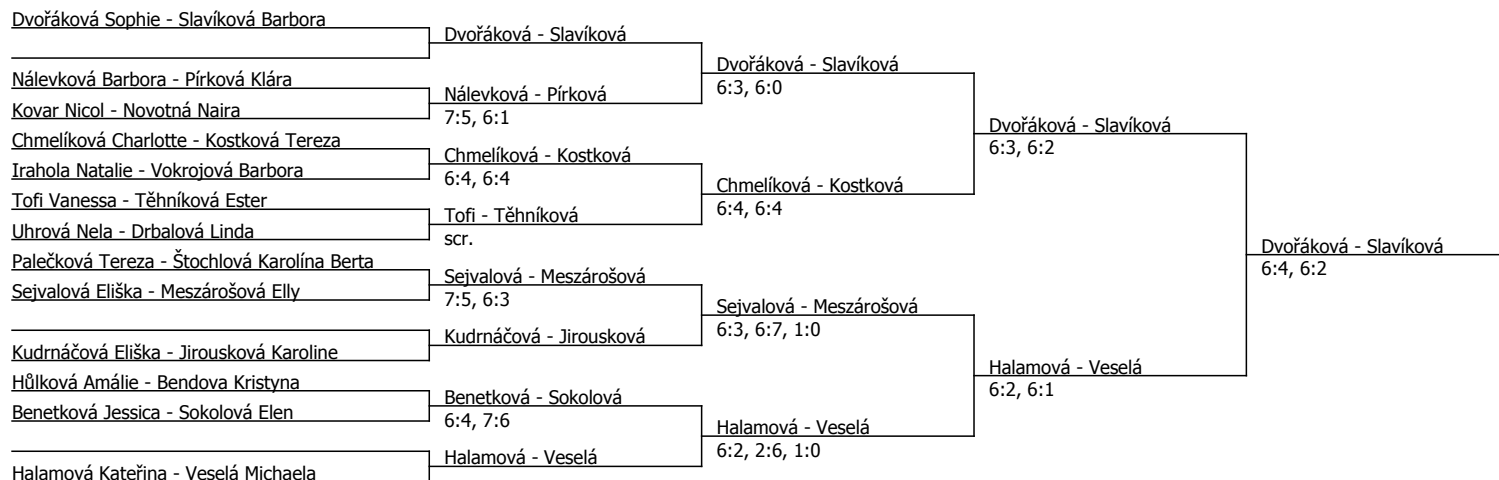 Dvořáková Sophie - Slavíková Barbora
Nálevková Barbora - Pírková Klára
Kovar Nicol - Novotná Naira
Chmelíková Charlotte - Kostková Tereza
Irahola Natalie - Vokrojová Barbora
Tofi Vanessa - Těhníková Ester
Uhrová Nela - Drbalová Linda
Palečková Tereza - Štochlová Karolína Berta
Sejvalová Eliška - Meszárošová Elly
Kudrnáčová Eliška - Jirousková Karoline
Hůlková Amálie - Bendova Kristyna
Benetková Jessica - Sokolová Elen
Halamová Kateřina - Veselá Michaela
Dvořáková - Slavíková
Nálevková - Pírková
7:5, 6:1
Chmelíková - Kostková
6:4, 6:4
Tofi - Těhníková
scr.
Sejvalová - Meszárošová
7:5, 6:3
Kudrnáčová - Jirousková
Benetková - Sokolová
6:4, 7:6
Halamová - Veselá
Dvořáková - Slavíková
6:3, 6:0
Chmelíková - Kostková
6:4, 6:4
Sejvalová - Meszárošová
6:3, 6:7, 1:0
Halamová - Veselá
6:2, 2:6, 1:0
Dvořáková - Slavíková
6:3, 6:2
Halamová - Veselá
6:2, 6:1
Dvořáková - Slavíková
6:4, 6:2